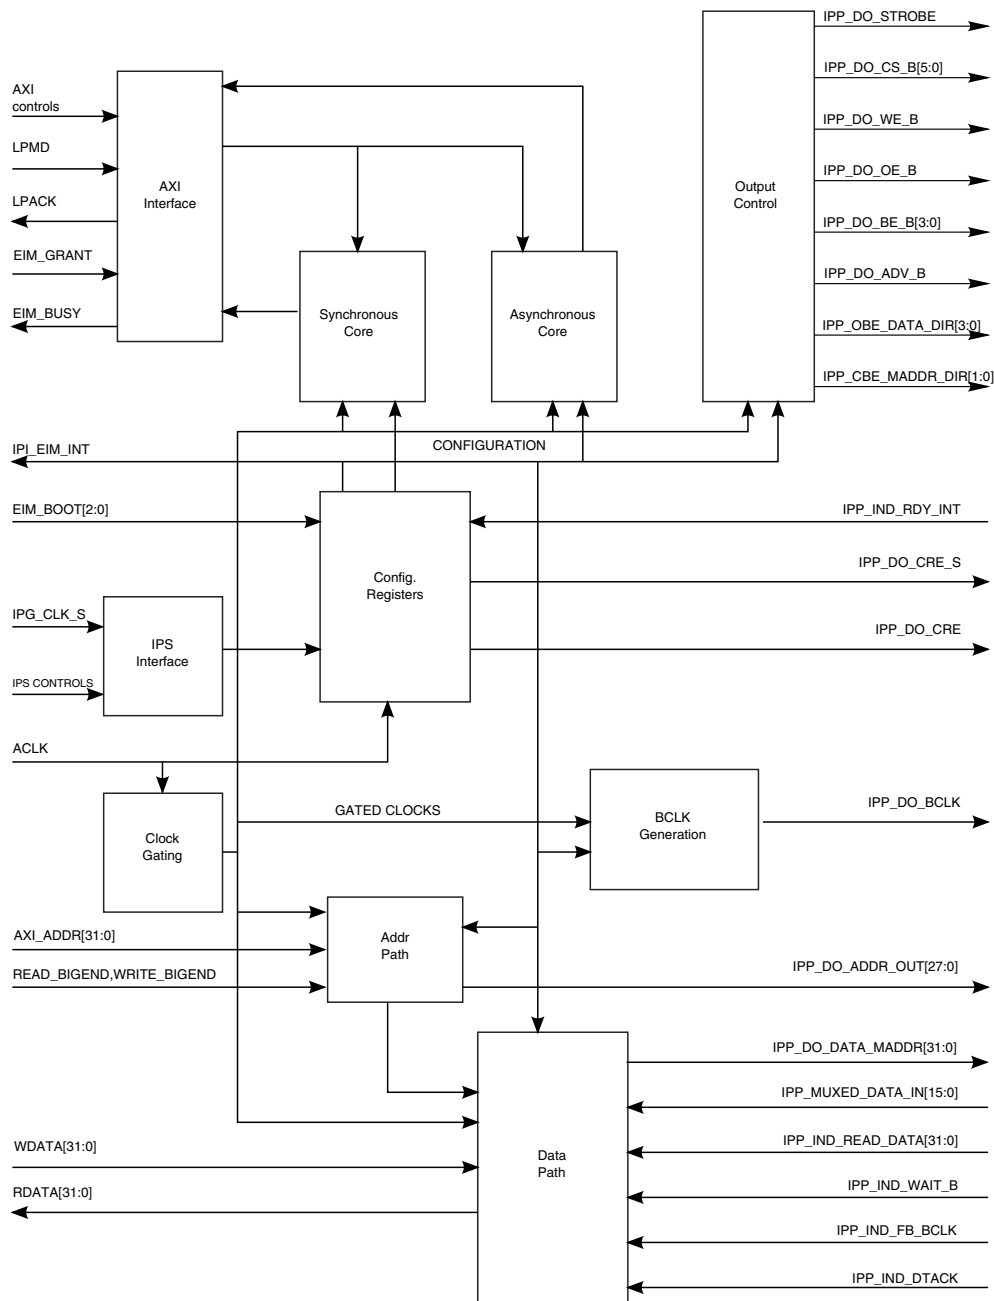 IPP_DO_STROBE
IPP_DO_CS_B[5:0]
IPP_DO_WE_B
IPP_DO_OE_B
IPP_DO_BE_B[3:0]
IPP_DO_ADV_B
IPP_OBE_DATA_DIR[3:0]
IPP_CBE_MADDR_DIR[1:0]
Output
Control
AXI
controls
LPMD
LPACK
EIM_GRANT
EIM_BUSY
AXI
Interface
Synchronous
Core
Asynchronous
Core
CONFIGURATION
IPI_EIM_INT
EIM_BOOT[2:0]
IPP_IND_RDY_INT
IPP_DO_CRE_S
IPP_DO_CRE
Config.
Registers
IPG_CLK_S
IPS CONTROLS
IPS
Interface
ACLK
Clock
Gating
GATED CLOCKS
BCLK
Generation
IPP_DO_BCLK
AXI_ADDR[31:0]
READ_BIGEND,WRITE_BIGEND
Addr
Path
IPP_DO_ADDR_OUT[27:0]
IPP_DO_DATA_MADDR[31:0]
IPP_MUXED_DATA_IN[15:0]
IPP_IND_READ_DATA[31:0]
IPP_IND_WAIT_B
IPP_IND_FB_BCLK
IPP_IND_DTACK
WDATA[31:0]
RDATA[31:0]
Data
Path